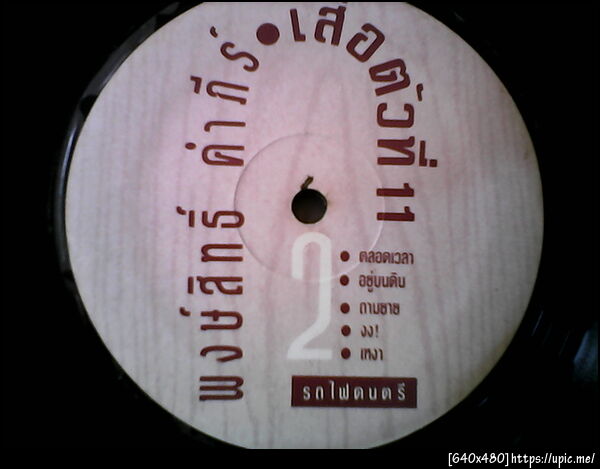 พงษ์สิทธิ์ คำภีร์ • เสือตัวที่ 11
2
• ตลอดเวลา
• อยู่บนดิน
• ถามยาย
• งง!
• เหงา
รถไฟดนตรี
[640x480]https://upic.me/